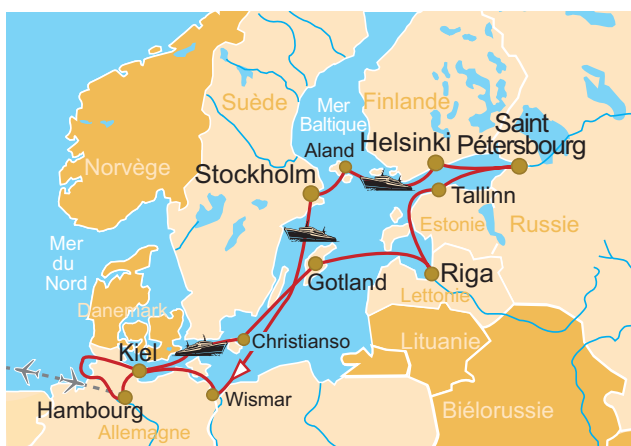 Suède
Mer
Baltique
Finlande
Norvège
Aland
Helsinki
Saint
Pétersbourg
Stockholm
Tallinn
Mer
du
Nord
Estonie
Russie
Gotland
Riga
Lettonie
Danemark
Christianso
Lituanie
Kiel
Wismar
Hambourg
Allemagne
Biélorussie